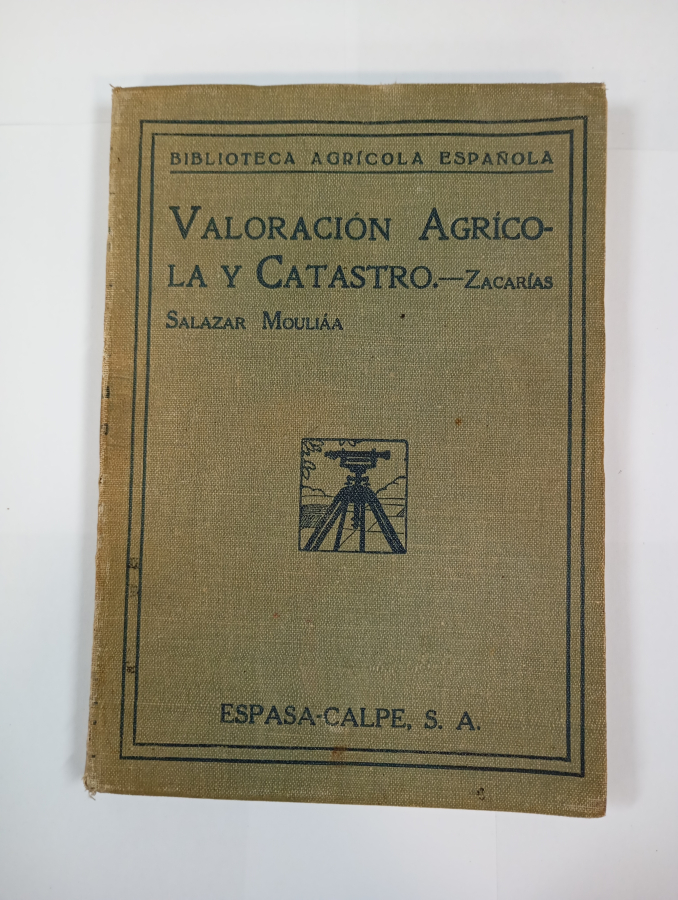 BIBLIOTECA AGRÍCOLA ESPAÑOLA
VALORACIÓN AGRÍCO-
LA Y CATASTRO.—ZACARÍAS
SALAZAR MOULIÁA
ESPASA-CALPE, S. A.